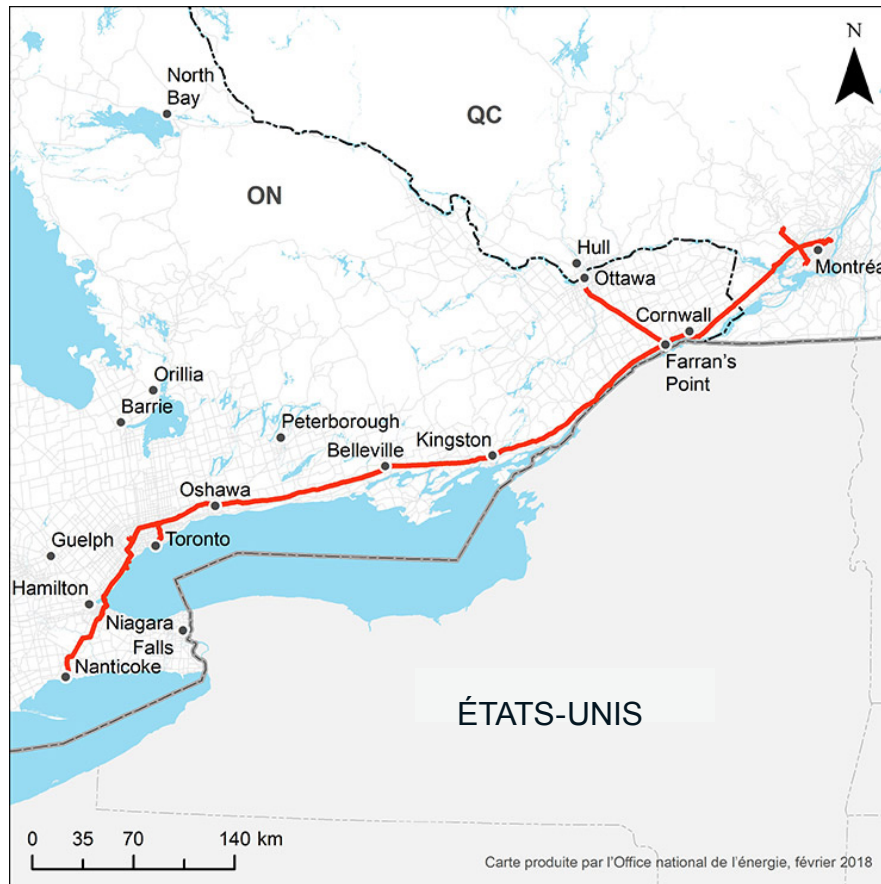 N
North
Bay
QC
ON
Hull
Ottawa
Montréa
Cornwall
Farran's
Point
Orillia
Barrie
Peterborough
Belleville
Kingston
Oshawa
Guelph
Toronto
Hamilton
Niagara
Falls
Nanticoke
ÉTATS-UNIS
0 35 70 140 km
Carte produite par l'Office national de l'énergie, février 2018